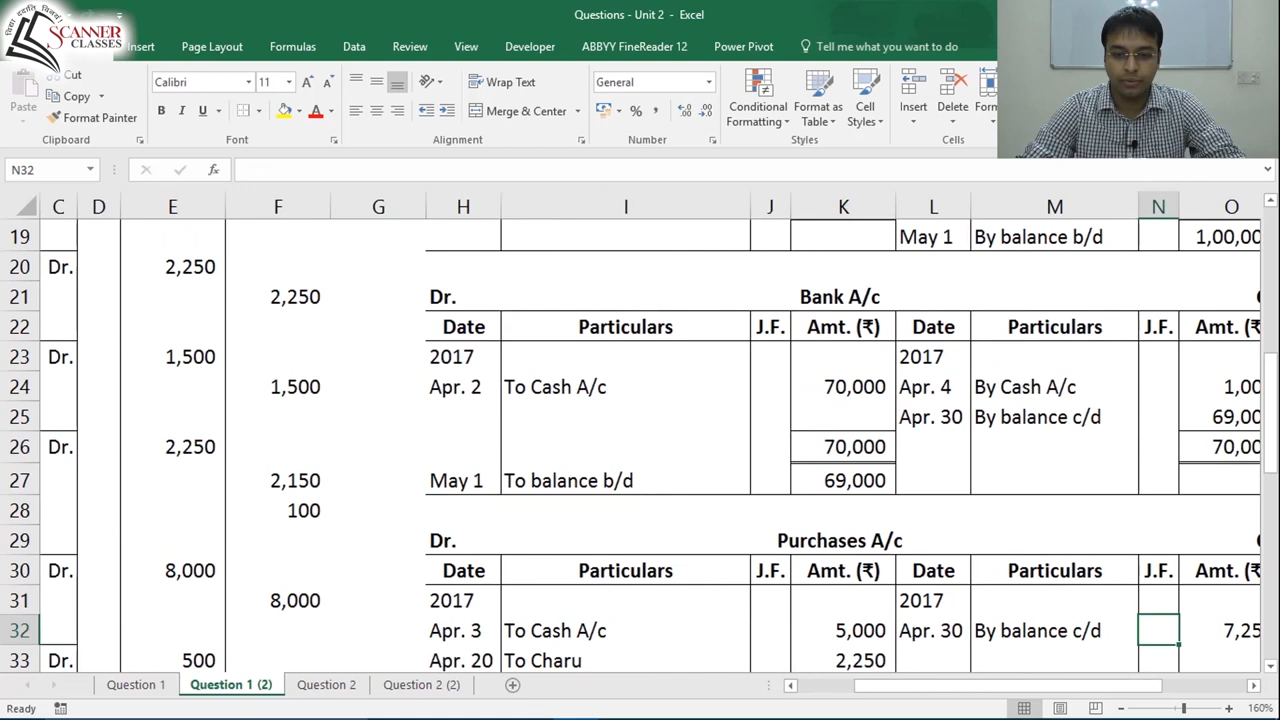 विद्या ददाति विनयम्
SCANNER
CLASSES
Questions - Unit 2 - Excel
Insert Page Layout Formulas Data Review View Developer ABBYY FineReader 12 Power Pivot Tell me what you want to do
Paste Cut Copy Format Painter
Calibri 11
B I U A
Wrap Text
Merge & Center
General
%
Conditional Formatting Format as Table Cell Styles Insert Delete Form
Clipboard Font Alignment Number Styles Cells
N32 fx
C D E F G H I J K L M N O
19 May 1 By balance b/d 1,00,00
20 Dr. 2,250
21 2,250 Dr. Bank A/c
22 Date Particulars J.F. Amt. (₹) Date Particulars J.F. Amt. (₹
23 Dr. 1,500 2017 2017
24 1,500 Apr. 2 To Cash A/c 70,000 Apr. 4 By Cash A/c 1,00
25 Apr. 30 By balance c/d 69,00
26 Dr. 2,250 70,000 70,00
27 2,150 May 1 To balance b/d 69,000
28 100
29 Dr. Purchases A/c
30 Dr. 8,000 Date Particulars J.F. Amt. (₹) Date Particulars J.F. Amt. (₹
31 8,000 2017 2017
32 Apr. 3 To Cash A/c 5,000 Apr. 30 By balance c/d 7,25
33 Dr. 500 Apr. 20 To Charu 2,250
Question 1 Question 1 (2) Question 2 Question 2 (2)
Ready 160%